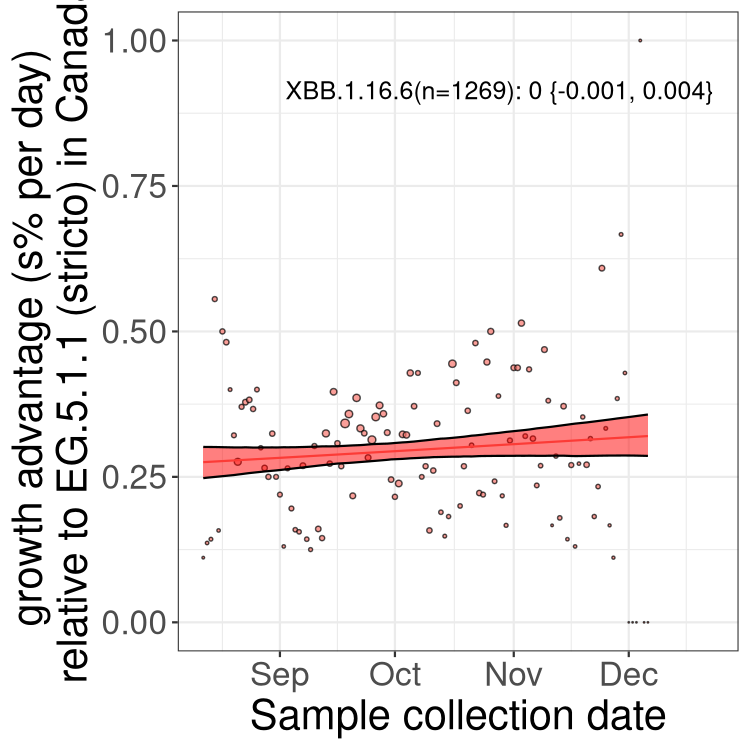 growth advantage (s% per day)
relative to EG.5.1.1 (stricto) in Canada
1.00
0.75
0.50
0.25
0.00
XBB.1.16.6(n=1269): 0 {-0.001, 0.004}
Sep Oct Nov Dec
Sample collection date